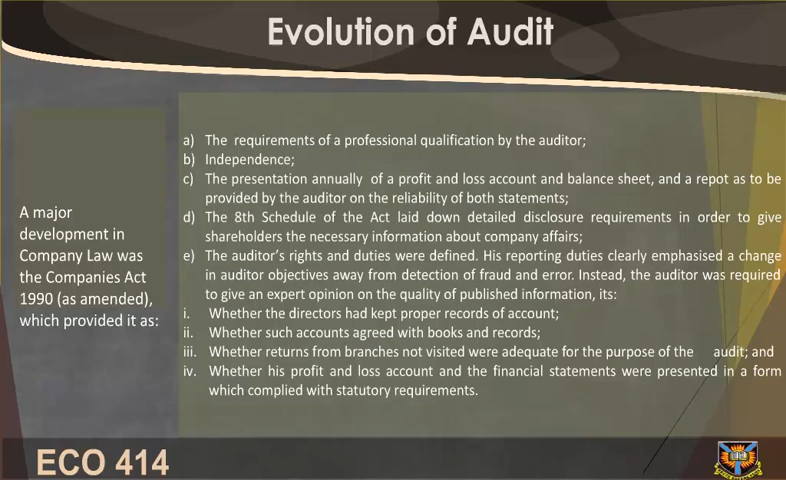 Evolution of Audit
A major
development in
Company Law was
the Companies Act
1990 (as amended),
which provided it as:
a) The requirements of a professional qualification by the auditor;
b) Independence;
c) The presentation annually of a profit and loss account and balance sheet, and a repot as to be
provided by the auditor on the reliability of both statements;
d) The 8th Schedule of the Act laid down detailed disclosure requirements in order to give
shareholders the necessary information about company affairs;
e) The auditor's rights and duties were defined. His reporting duties clearly emphasised a change
in auditor objectives away from detection of fraud and error. Instead, the auditor was required
to give an expert opinion on the quality of published information, its:
i. Whether the directors had kept proper records of account;
ii. Whether such accounts agreed with books and records;
iii. Whether returns from branches not visited were adequate for the purpose of the audit; and
iv. Whether his profit and loss account and the financial statements were presented in a form
which complied with statutory requirements.
ECO 414